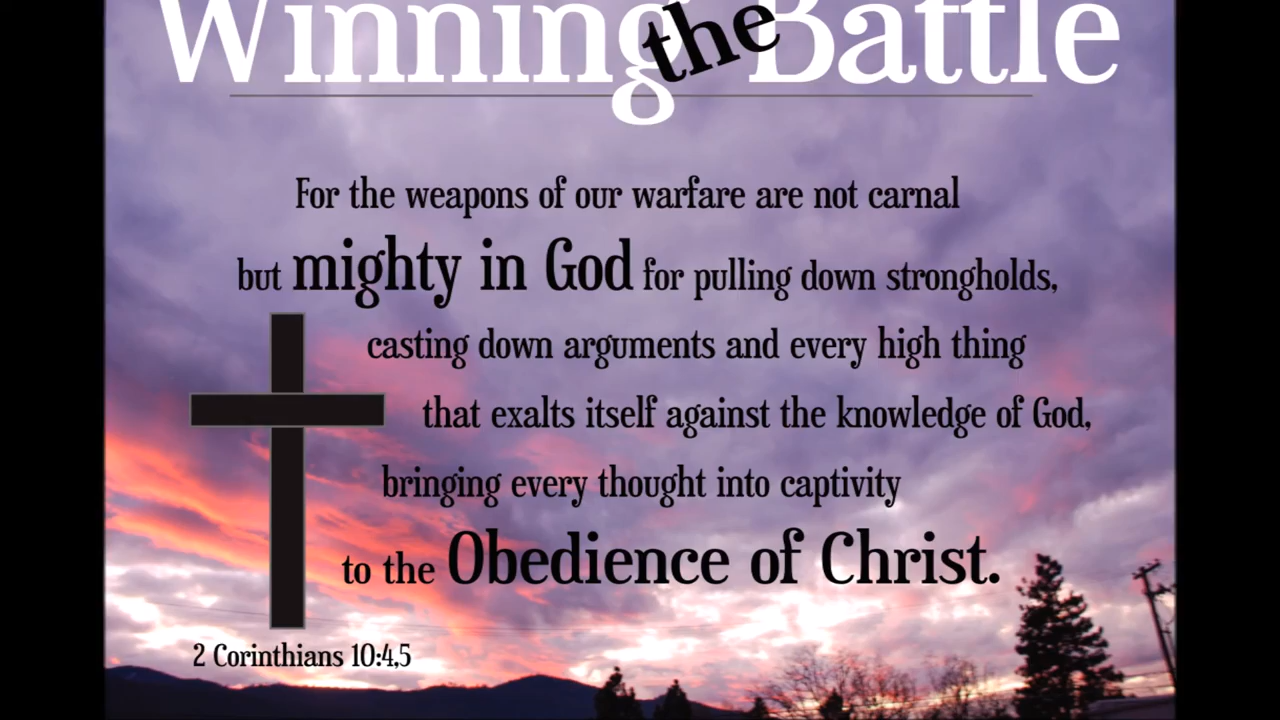 Winning the Battle
For the weapons of our warfare are not carnal
but mighty in God for pulling down strongholds,
casting down arguments and every high thing
that exalts itself against the knowledge of God,
bringing every thought into captivity
to the Obedience of Christ.
2 Corinthians 10:4,5